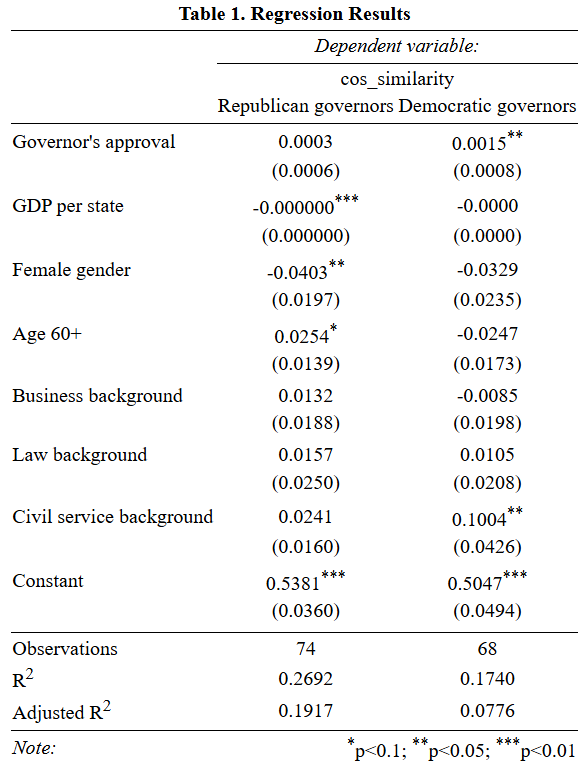 Table 1. Regression Results
Dependent variable:
cos_similarity
Republican governors Democratic governors
Governor's approval 0.0003 0.0015**
(0.0006) (0.0008)
GDP per state -0.000000*** -0.0000
(0.000000) (0.0000)
Female gender -0.0403** -0.0329
(0.0197) (0.0235)
Age 60+ 0.0254* -0.0247
(0.0139) (0.0173)
Business background 0.0132 -0.0085
(0.0188) (0.0198)
Law background 0.0157 0.0105
(0.0250) (0.0208)
Civil service background 0.0241 0.1004**
(0.0160) (0.0426)
Constant 0.5381*** 0.5047***
(0.0360) (0.0494)
Observations 74 68
R2 0.2692 0.1740
Adjusted R2 0.1917 0.0776
Note: *p<0.1; **p<0.05; ***p<0.01